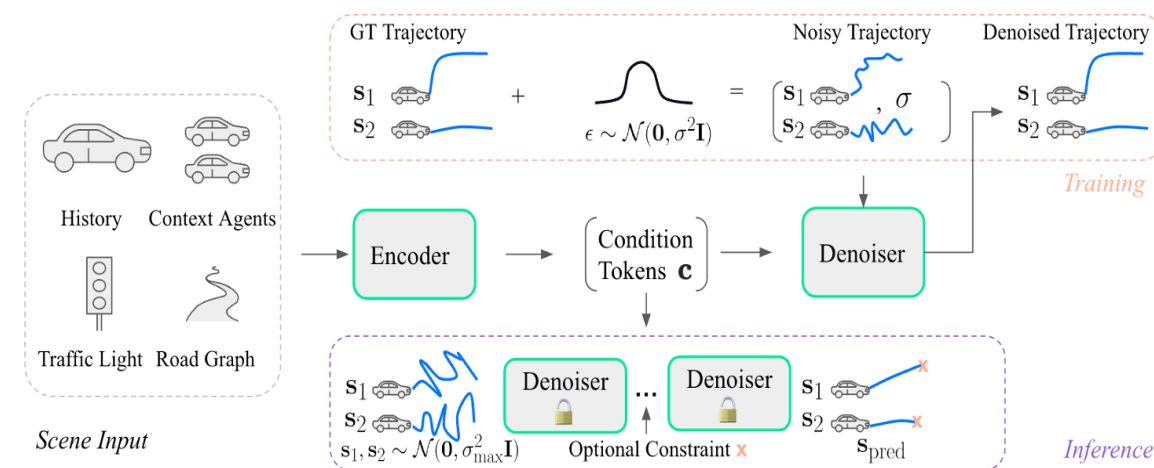 GT Trajectory
Noisy Trajectory
Denoised Trajectory
s1
s2
+
ϵ ∼ N(0, σ²I)
=
s1
s2
, σ
s1
s2
Training
History
Context Agents
Traffic Light
Road Graph
Scene Input
Encoder
Condition
Tokens c
Denoiser
s1
s2
s1, s2 ∼ N(0, σ²maxI)
Denoiser
...
Denoiser
Optional Constraint x
s1
x
s2
x
spred
Inference